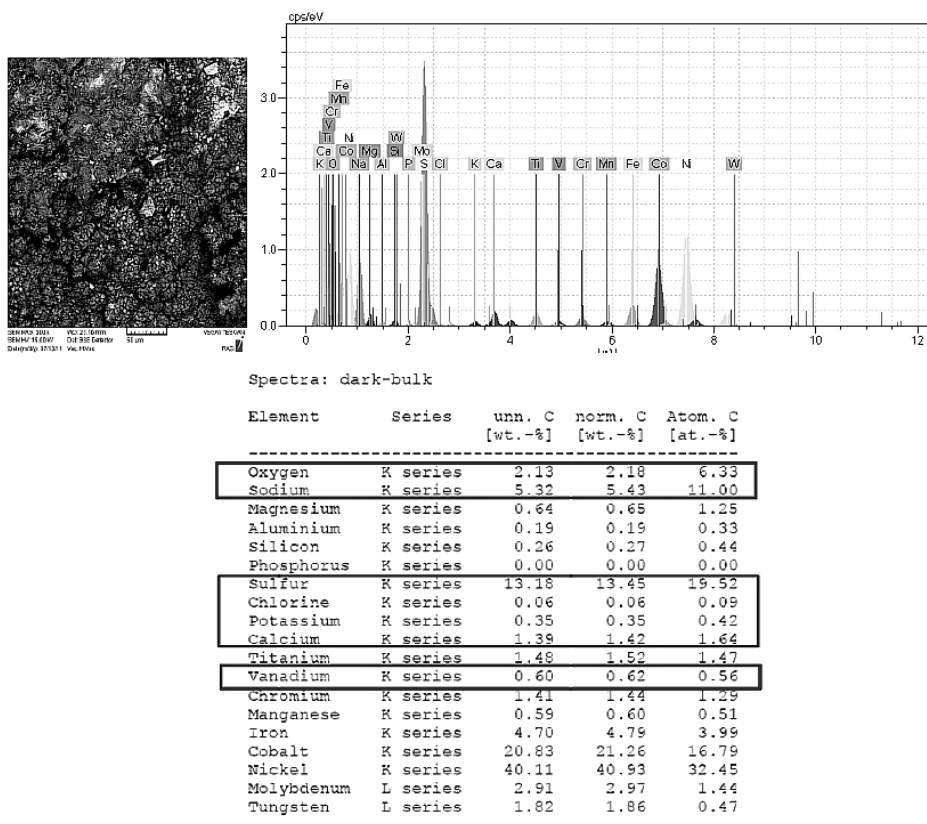 cps/eV
3.0
2.0
1.0
0.0
Fe
Mn
Cr
V
Ti Ni W
Ca Co Mg Si Mo
K O Na Al P S Cl K Ca Ti V Cr Mn Fe Co Ni W
0 2 4 6 8 10 12
SEM HV: 15.00 kV
Det: BSE Detector
Spectra: dark-bulk
Element Series unn. C norm. C Atom. C
[wt.-%] [wt.-%] [at.-%]
Oxygen K series 2.13 2.18 6.33
Sodium K series 5.32 5.43 11.00
Magnesium K series 0.64 0.65 1.25
Aluminium K series 0.19 0.19 0.33
Silicon K series 0.26 0.27 0.44
Phosphorus K series 0.00 0.00 0.00
Sulfur K series 13.18 13.45 19.52
Chlorine K series 0.06 0.06 0.09
Potassium K series 0.35 0.35 0.42
Calcium K series 1.39 1.42 1.64
Titanium K series 1.48 1.52 1.47
Vanadium K series 0.60 0.62 0.56
Chromium K series 1.41 1.44 1.29
Manganese K series 0.59 0.60 0.51
Iron K series 4.70 4.79 3.99
Cobalt K series 20.83 21.26 16.79
Nickel K series 40.11 40.93 32.45
Molybdenum L series 2.91 2.97 1.44
Tungsten L series 1.82 1.86 0.47